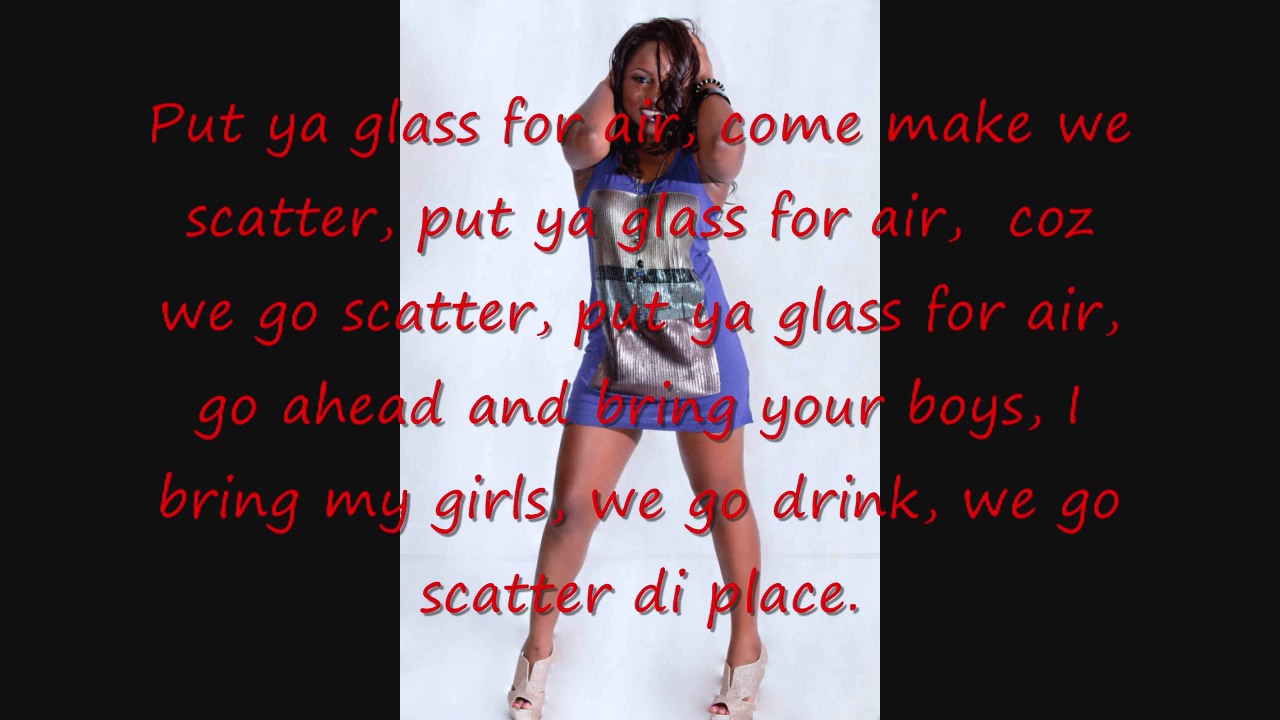 Put ya glass for air, come make we
scatter, put ya glass for air, coz
we go scatter, put ya glass for air,
go ahead and bring your boys, I
bring my girls, we go drink, we go
scatter di place.